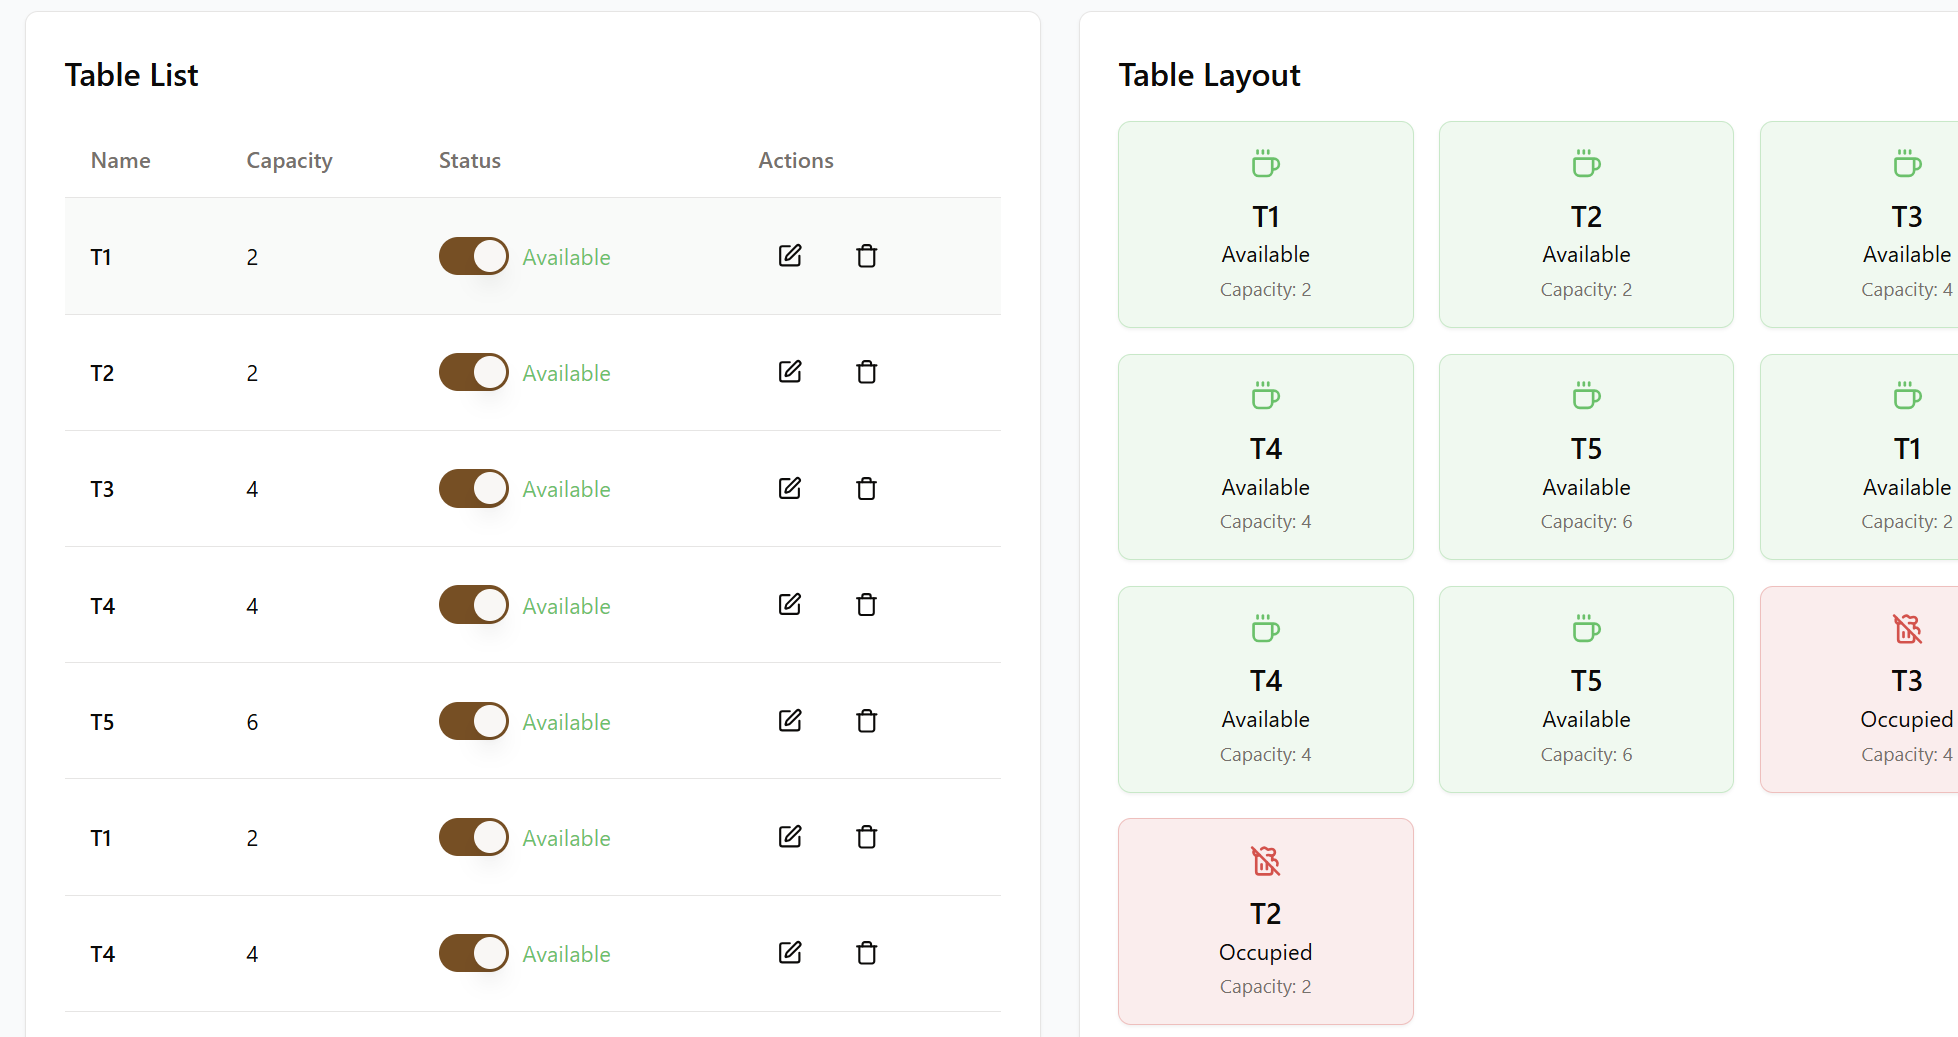 Table List
Name Capacity Status Actions
T1 2 Available
T2 2 Available
T3 4 Available
T4 4 Available
T5 6 Available
T1 2 Available
T4 4 Available
Table Layout
T1
Available
Capacity: 2
T2
Available
Capacity: 2
T3
Available
Capacity: 4
T4
Available
Capacity: 4
T5
Available
Capacity: 6
T1
Available
Capacity: 2
T4
Available
Capacity: 4
T5
Available
Capacity: 6
T3
Occupied
Capacity: 4
T2
Occupied
Capacity: 2